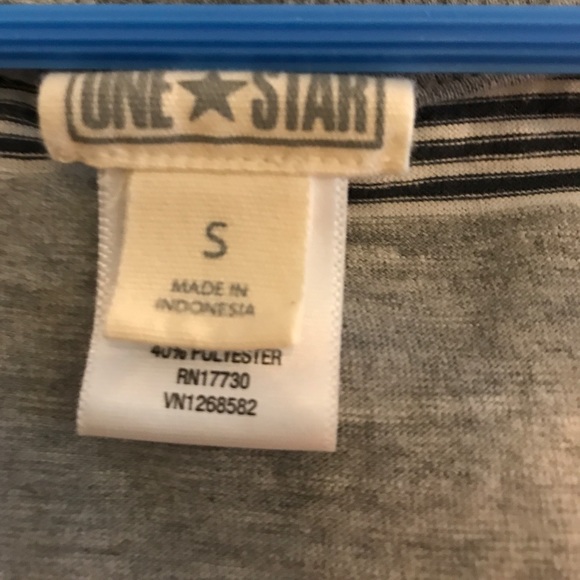 ONE★STAR
S
MADE IN
INDONESIA
40% POLYESTER
RN17730
VN1268582